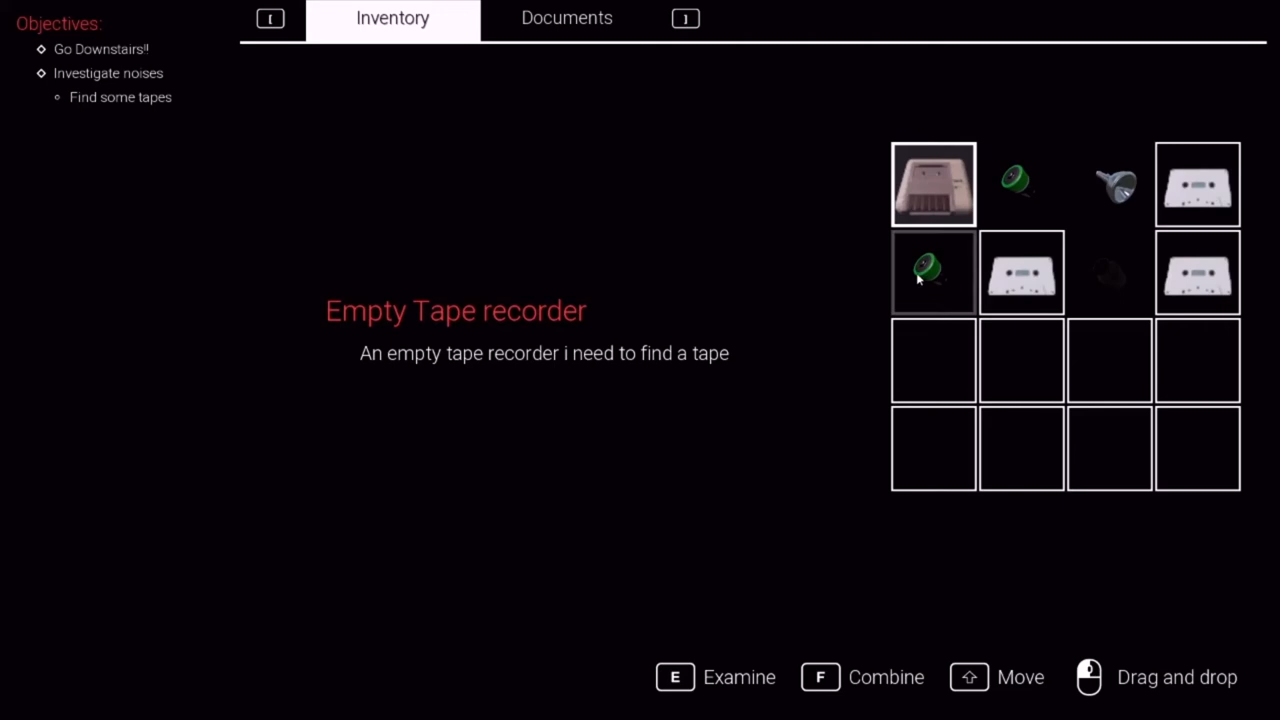 Objectives:
Go Downstairs!!
Investigate noises
Find some tapes
[ Inventory Documents ]
Empty Tape recorder
An empty tape recorder i need to find a tape
E Examine F Combine Move Drag and drop